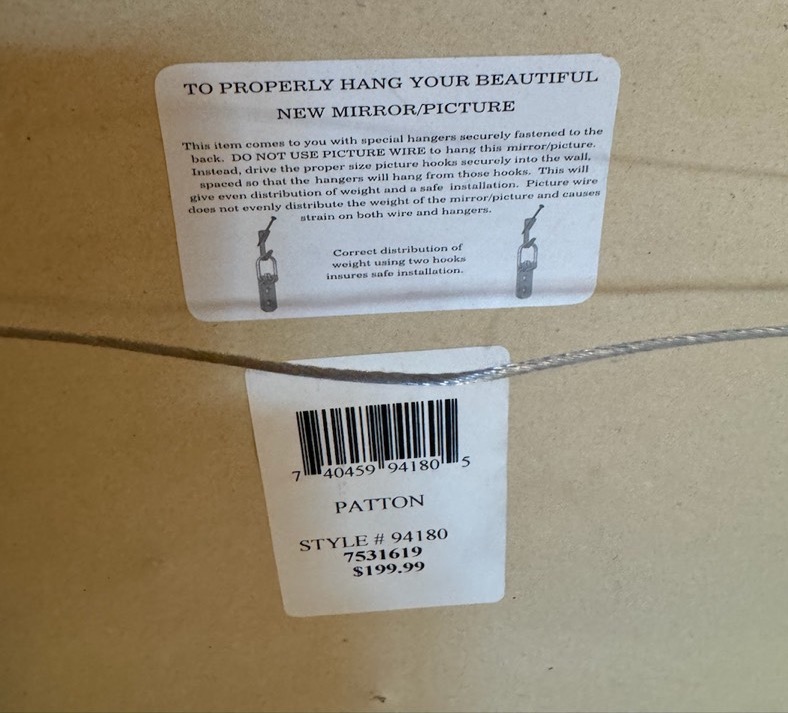 TO PROPERLY HANG YOUR BEAUTIFUL
NEW MIRROR/PICTURE
This item comes to you with special hangers securely fastened to the
back. DO NOT USE PICTURE WIRE to hang this mirror/picture.
Instead, drive the proper size picture hooks securely into the wall,
spaced so that the hangers will hang from those hooks. This will
give even distribution of weight and a safe installation. Picture wire
does not evenly distribute the weight of the mirror/picture and causes
strain on both wire and hangers.
Correct distribution of
weight using two hooks
insures safe installation.
7 40459 94180 5
PATTON
STYLE # 94180
7531619
$199.99